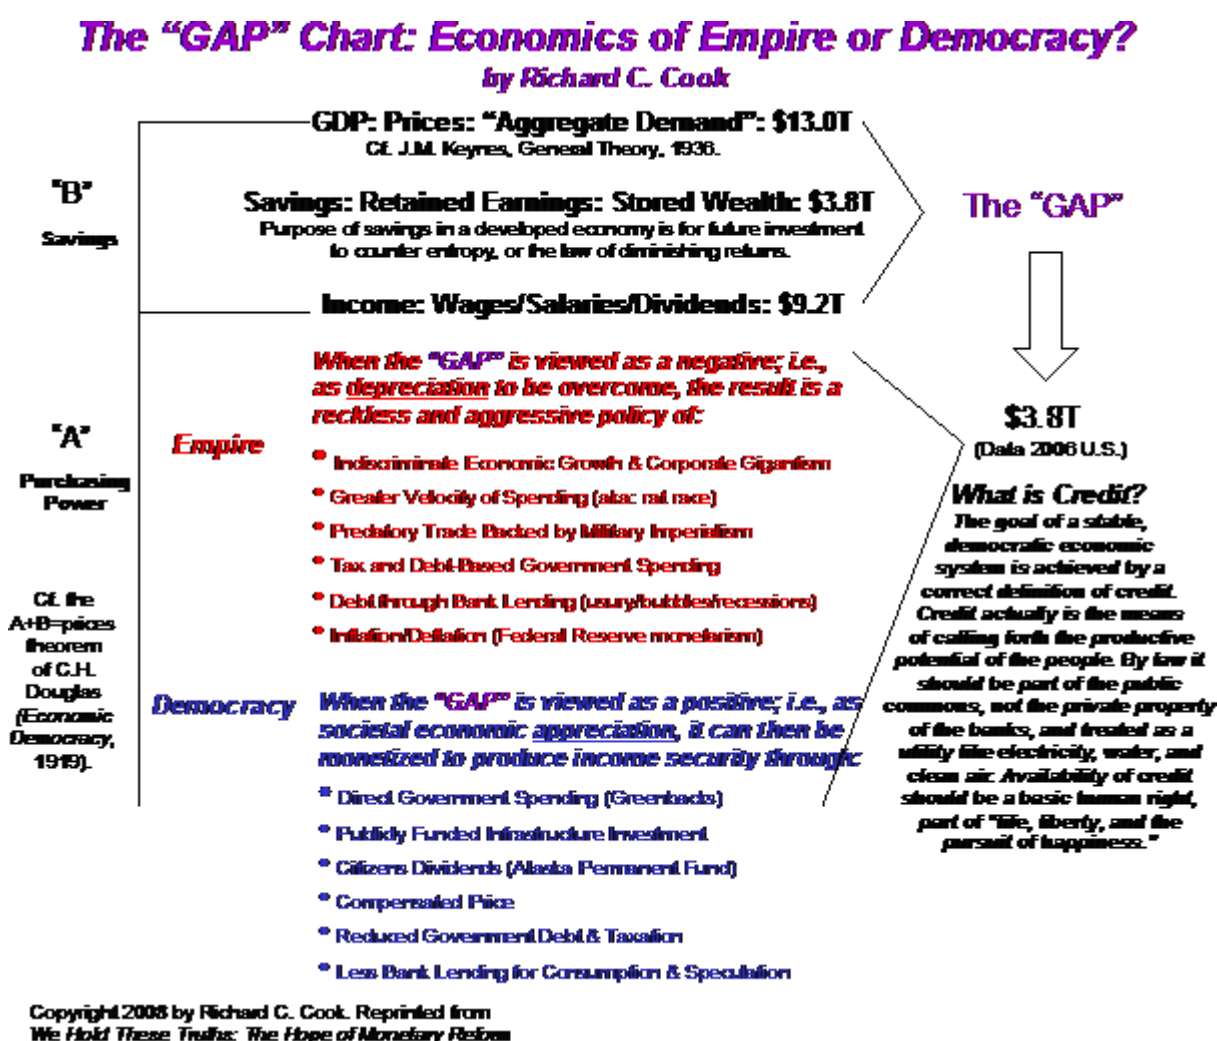 The “GAP” Chart: Economics of Empire or Democracy?
by Richard C. Cook
GDP: Prices: “Aggregate Demand”: $13.0T
Cf. J.M. Keynes, General Theory, 1936.
“B”
Savings
Savings: Retained Earnings: Stored Wealth: $3.8T
Purpose of savings in a developed economy is for future investment
to counter entropy, or the law of diminishing returns.
Income: Wages/Salaries/Dividends: $9.2T
The “GAP”
$3.8T
(Data 2006 U.S.)
“A”
Purchasing
Power
Cf. the
A+B=prices
theorem
of C.H.
Douglas
(Economic
Democracy,
1919).
Empire
When the “GAP” is viewed as a negative; i.e.,
as depreciation to be overcome, the result is a
reckless and aggressive policy of:
• Indiscriminate Economic Growth & Corporate Gigantism
• Greater Velocity of Spending (aka: rat race)
• Predatory Trade Backed by Military Imperialism
• Tax and Debt-Based Government Spending
• Debt through Bank Lending (usury/bubbles/recessions)
• Inflation/Deflation (Federal Reserve monetarism)
Democracy
When the “GAP” is viewed as a positive; i.e., as
societal economic appreciation, it can then be
monetized to produce income security through:
• Direct Government Spending (Greenbacks)
• Publicly Funded Infrastructure Investment
• Citizens Dividends (Alaska Permanent Fund)
• Compensated Price
• Reduced Government Debt & Taxation
• Less Bank Lending for Consumption & Speculation
What is Credit?
The goal of a stable,
democratic economic
system is achieved by a
correct definition of credit.
Credit actually is the means
of calling forth the productive
potential of the people. By law it
should be part of the public
commons, not the private property
of the banks, and treated as a
utility like electricity, water, and
clean air. Availability of credit
should be a basic human right,
part of "life, liberty, and the
pursuit of happiness."
Copyright 2008 by Richard C. Cook. Reprinted from
We Hold These Truths: The Hope of Monetary Reform